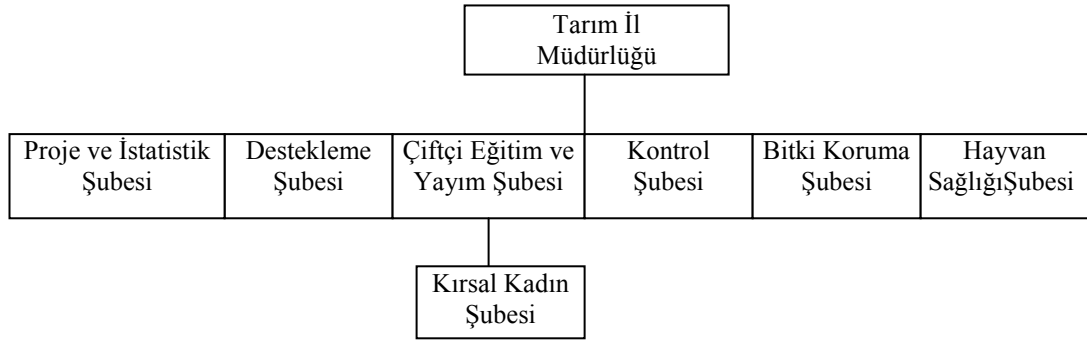 Tarım İl
Müdürlüğü
Proje ve İstatistik
Şubesi
Destekleme
Şubesi
Çiftçi Eğitim ve
Yayım Şubesi
Kontrol
Şubesi
Bitki Koruma
Şubesi
Hayvan
SağlığıŞubesi
Kırsal Kadın
Şubesi